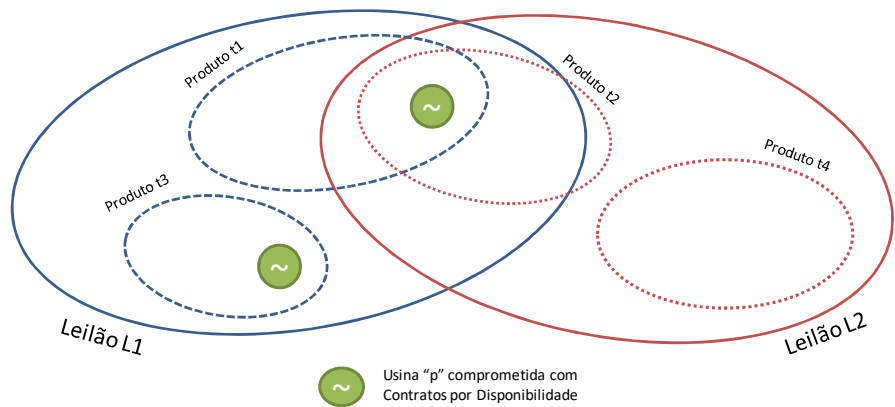 Produto t1
Produto t2
Produto t3
Produto t4
~
~
Leilão L1
Leilão L2
~
Usina “p” comprometida com
Contratos por Disponibilidade